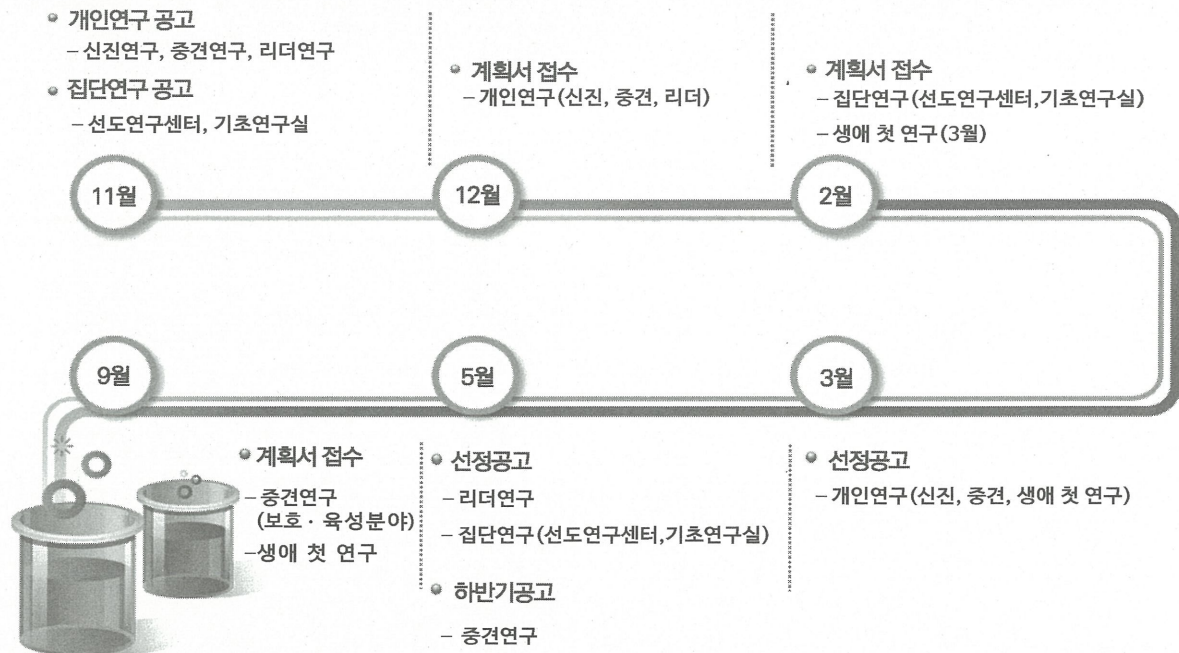 개인연구 공고
– 신진연구, 중견연구, 리더연구
집단연구 공고
– 선도연구센터, 기초연구실
계획서 접수
– 개인연구(신진, 중견, 리더)
계획서 접수
– 집단연구(선도연구센터,기초연구실)
– 생애 첫 연구(3월)
11월
12월
2월
9월
5월
3월
계획서 접수
– 중견연구
(보호 · 육성분야)
–생애 첫 연구
선정공고
– 리더연구
– 집단연구(선도연구센터,기초연구실)
하반기공고
– 중견연구
선정공고
– 개인연구(신진, 중견, 생애 첫 연구)